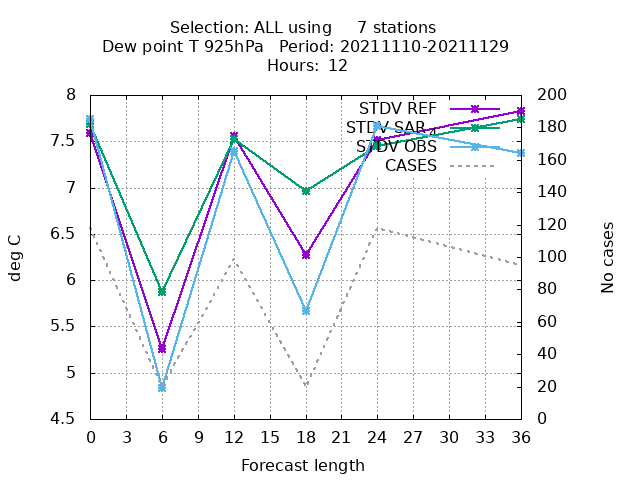 Selection: ALL using     7 stations
Dew point T 925hPa   Period: 20211110-20211129
Hours: 12
STDV REF
STDV SAR
STDV OBS
CASES
8
7.5
7
6.5
6
5.5
5
4.5
200
180
160
140
120
100
80
60
40
20
0
deg C
No cases
0 3 6 9 12 15 18 21 24 27 30 33 36
Forecast length